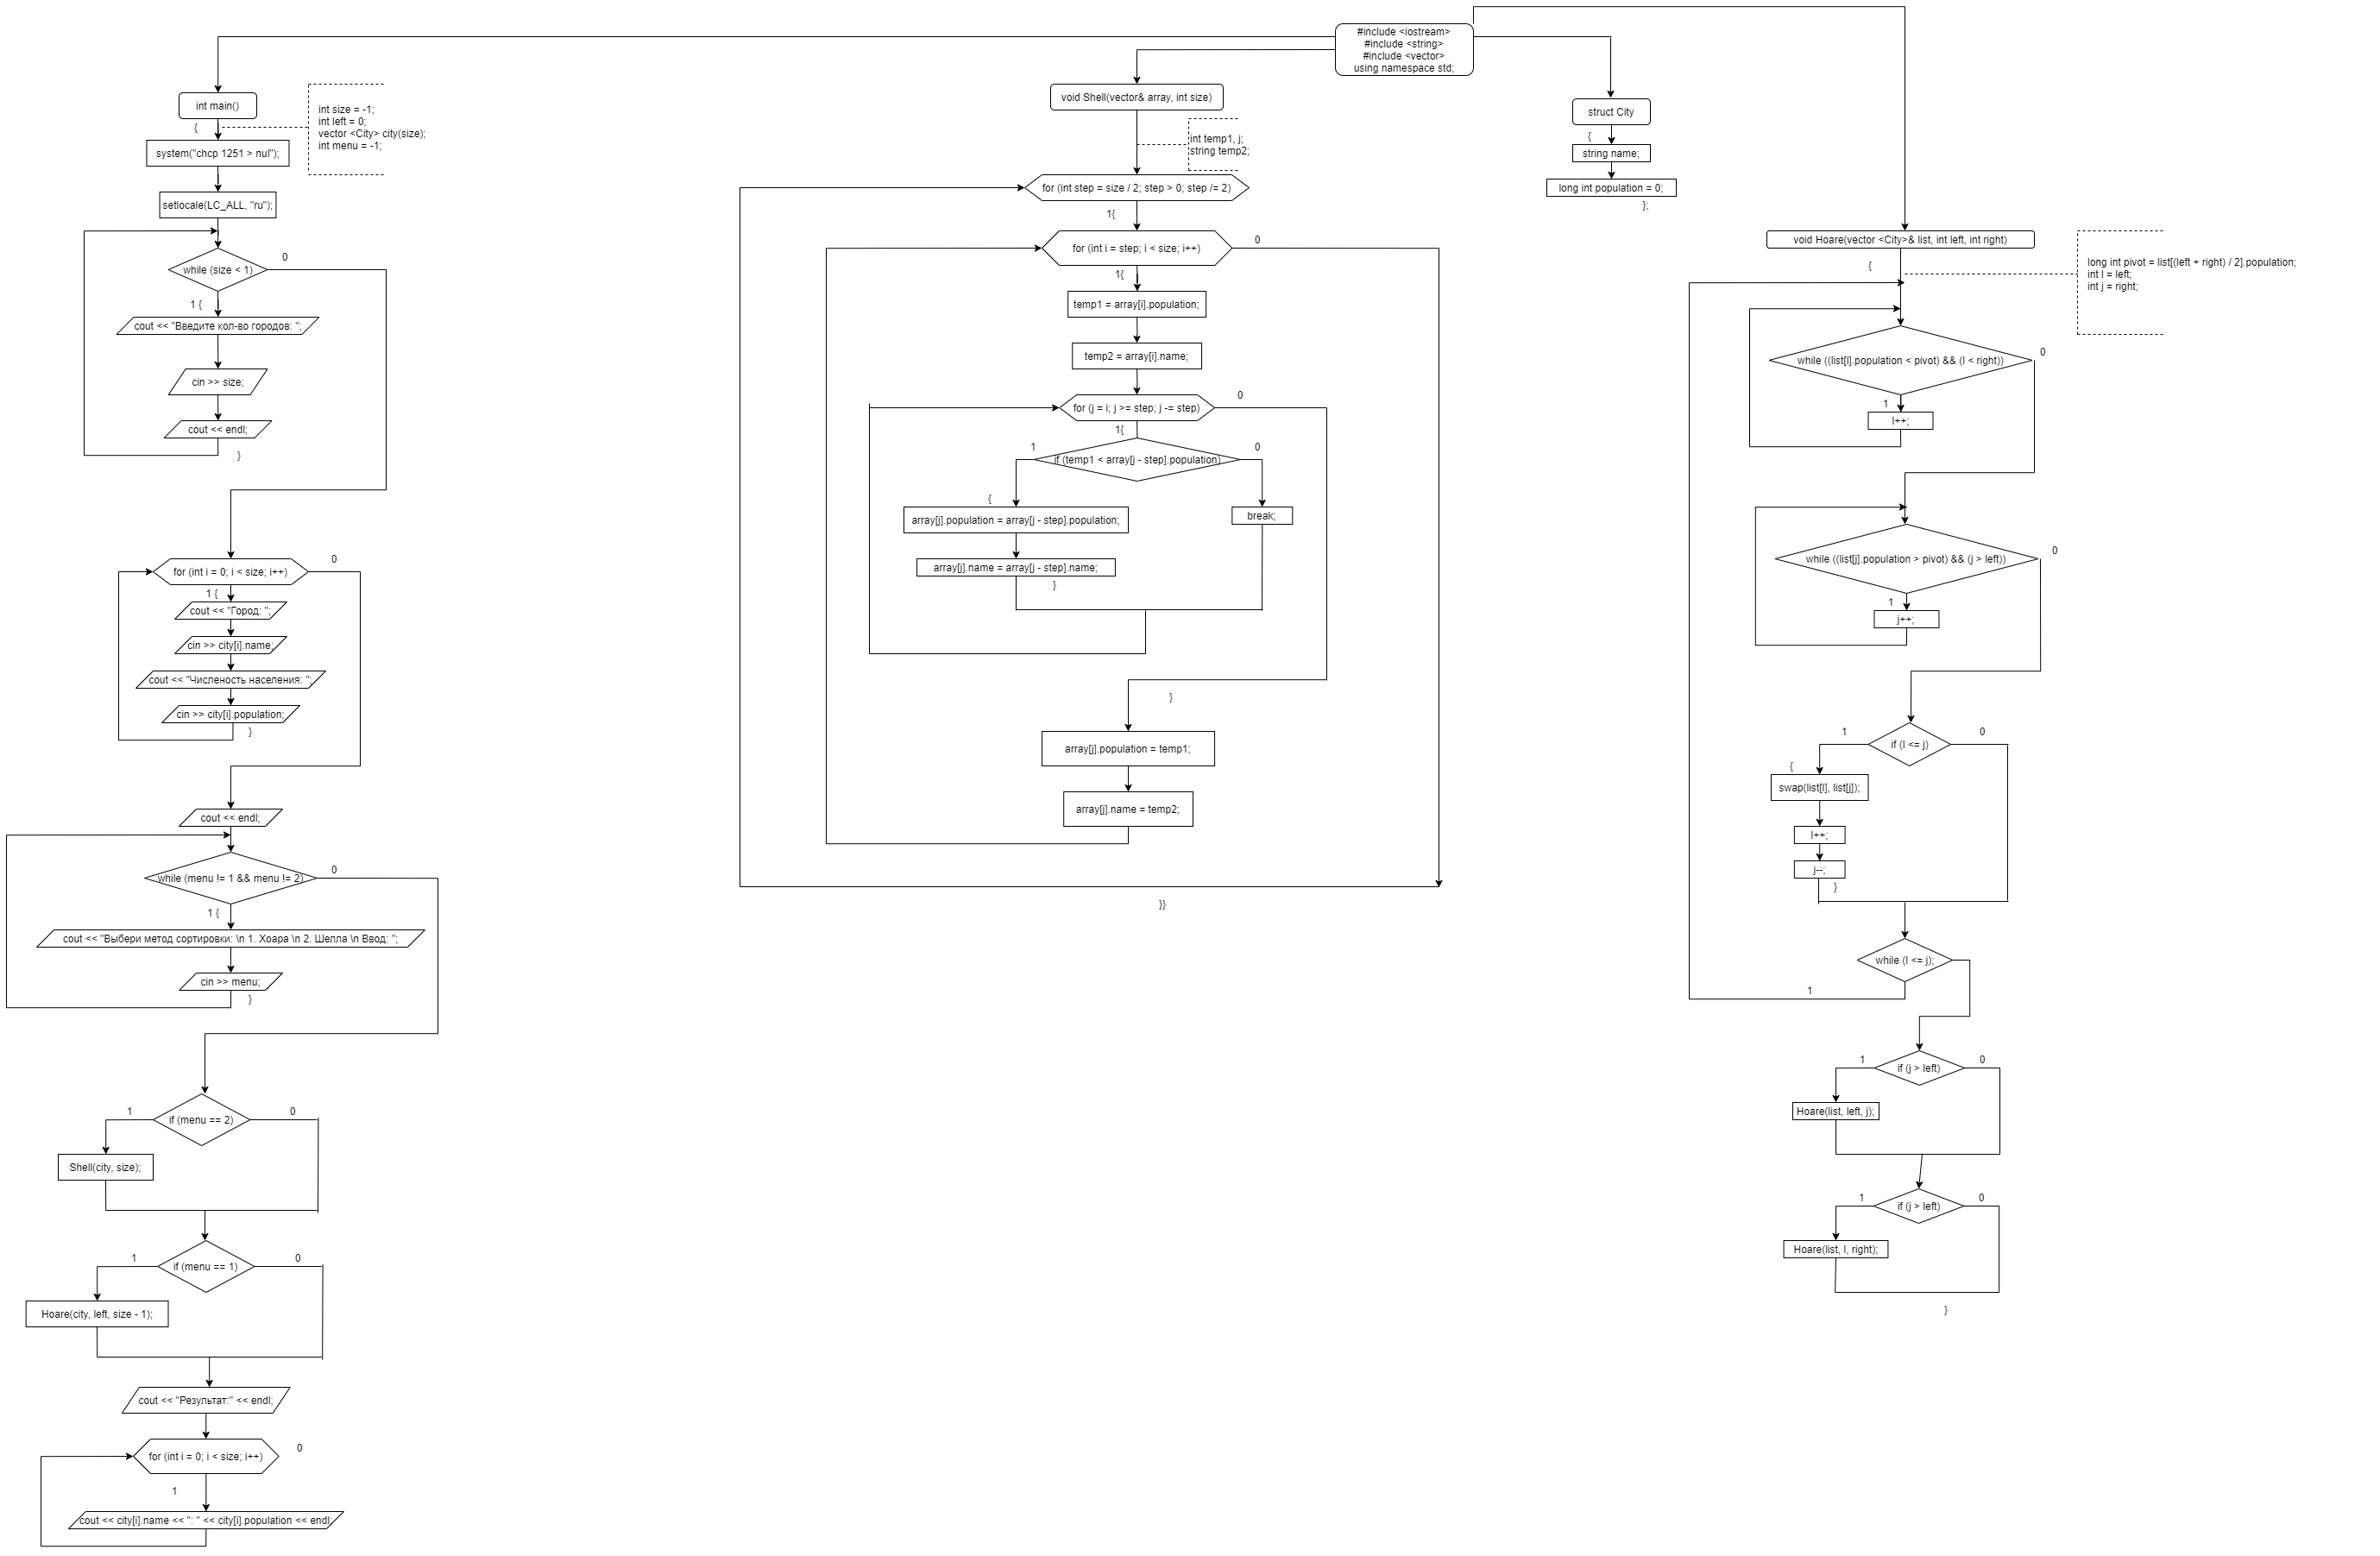 #include <iostream>
#include <string>
#include <vector>
using namespace std;
int main()
{
int size = -1;
int left = 0;
vector <City> city(size);
int menu = -1;
system("chcp 1251 > nul");
setlocale(LC_ALL, "ru");
while (size < 1)
0
1 {
cout << "Введите кол-во городов: ";
cin >> size;
cout << endl;
}
for (int i = 0; i < size; i++)
0
1 {
cout << "Город: ";
cin >> city[i].name;
cout << "Численость населения: ";
cin >> city[i].population;
}
cout << endl;
while (menu != 1 && menu != 2)
0
1 {
cout << "Выбери метод сортировки: \n 1. Хоара \n 2. Шелла \n Ввод: ";
cin >> menu;
}
if (menu == 2)
1
0
Shell(city, size);
if (menu == 1)
1
0
Hoare(city, left, size - 1);
cout << "Результат:" << endl;
for (int i = 0; i < size; i++)
0
1
cout << city[i].name << ": " << city[i].population << endl;
void Shell(vector& array, int size)
int temp1, j;
string temp2;
for (int step = size / 2; step > 0; step /= 2)
1{
for (int i = step; i < size; i++)
0
1{
temp1 = array[i].population;
temp2 = array[i].name;
for (j = i; j >= step; j -= step)
0
1{
if (temp1 < array[j - step].population)
1
0
{
array[j].population = array[j - step].population;
break;
array[j].name = array[j - step].name;
}
}
array[j].population = temp1;
array[j].name = temp2;
}}
struct City
{
string name;
long int population = 0;
};
void Hoare(vector <City>& list, int left, int right)
{
long int pivot = list[(left + right) / 2].population;
int l = left;
int j = right;
while ((list[l].population < pivot) && (l < right))
0
1
l++;
while ((list[j].population > pivot) && (j > left))
0
1
j++;
if (l <= j)
1
0
{
swap(list[l], list[j]);
l++;
j--;
}
while (l <= j);
1
if (j > left)
1
0
Hoare(list, left, j);
if (j > left)
1
0
Hoare(list, l, right);
}